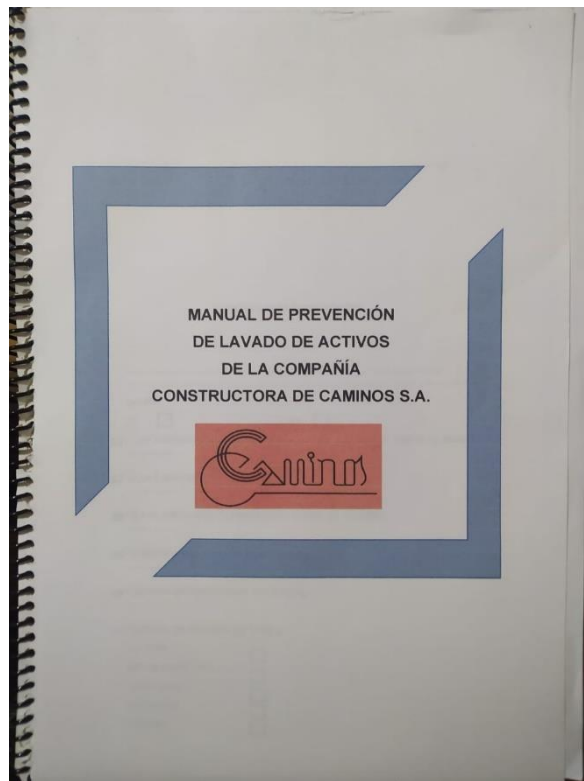 MANUAL DE PREVENCIÓN
DE LAVADO DE ACTIVOS
DE LA COMPAÑÍA
CONSTRUCTORA DE CAMINOS S.A.
Caminos